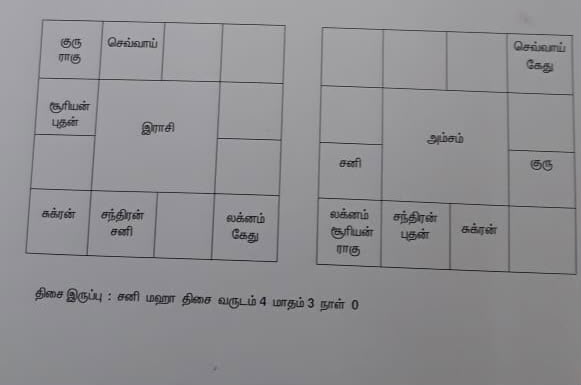 குரு
ராகு
செவ்வாய்
சூரியன்
புதன்
இராசி
சுக்ரன்
சந்திரன்
சனி
லக்னம்
கேது
செவ்வாய்
கேது
அம்சம்
சனி
குரு
லக்னம்
சூரியன்
ராகு
சந்திரன்
புதன்
சுக்ரன்
திசை இருப்பு : சனி மஹா திசை வருடம் 4 மாதம் 3 நாள் 0